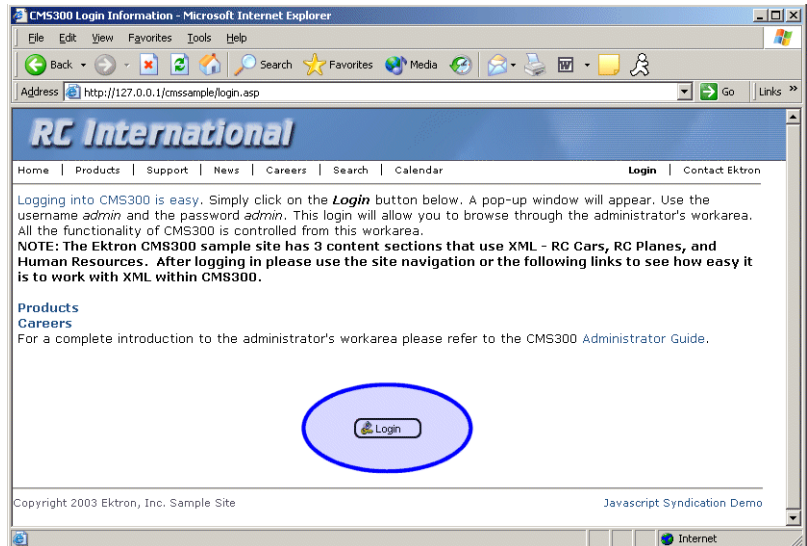 CMS300 Login Information - Microsoft Internet Explorer
File Edit View Favorites Tools Help
Back Search Favorites Media
Address http://127.0.0.1/cmssample/login.asp Go Links »
RC International
Home | Products | Support | News | Careers | Search | Calendar Login | Contact Ektron
Logging into CMS300 is easy. Simply click on the Login button below. A pop-up window will appear. Use the
username admin and the password admin. This login will allow you to browse through the administrator's workarea.
All the functionality of CMS300 is controlled from this workarea.
NOTE: The Ektron CMS300 sample site has 3 content sections that use XML - RC Cars, RC Planes, and
Human Resources. After logging in please use the site navigation or the following links to see how easy it
is to work with XML within CMS300.
Products
Careers
For a complete introduction to the administrator's workarea please refer to the CMS300 Administrator Guide.
Login
Copyright 2003 Ektron, Inc. Sample Site Javascript Syndication Demo
Internet